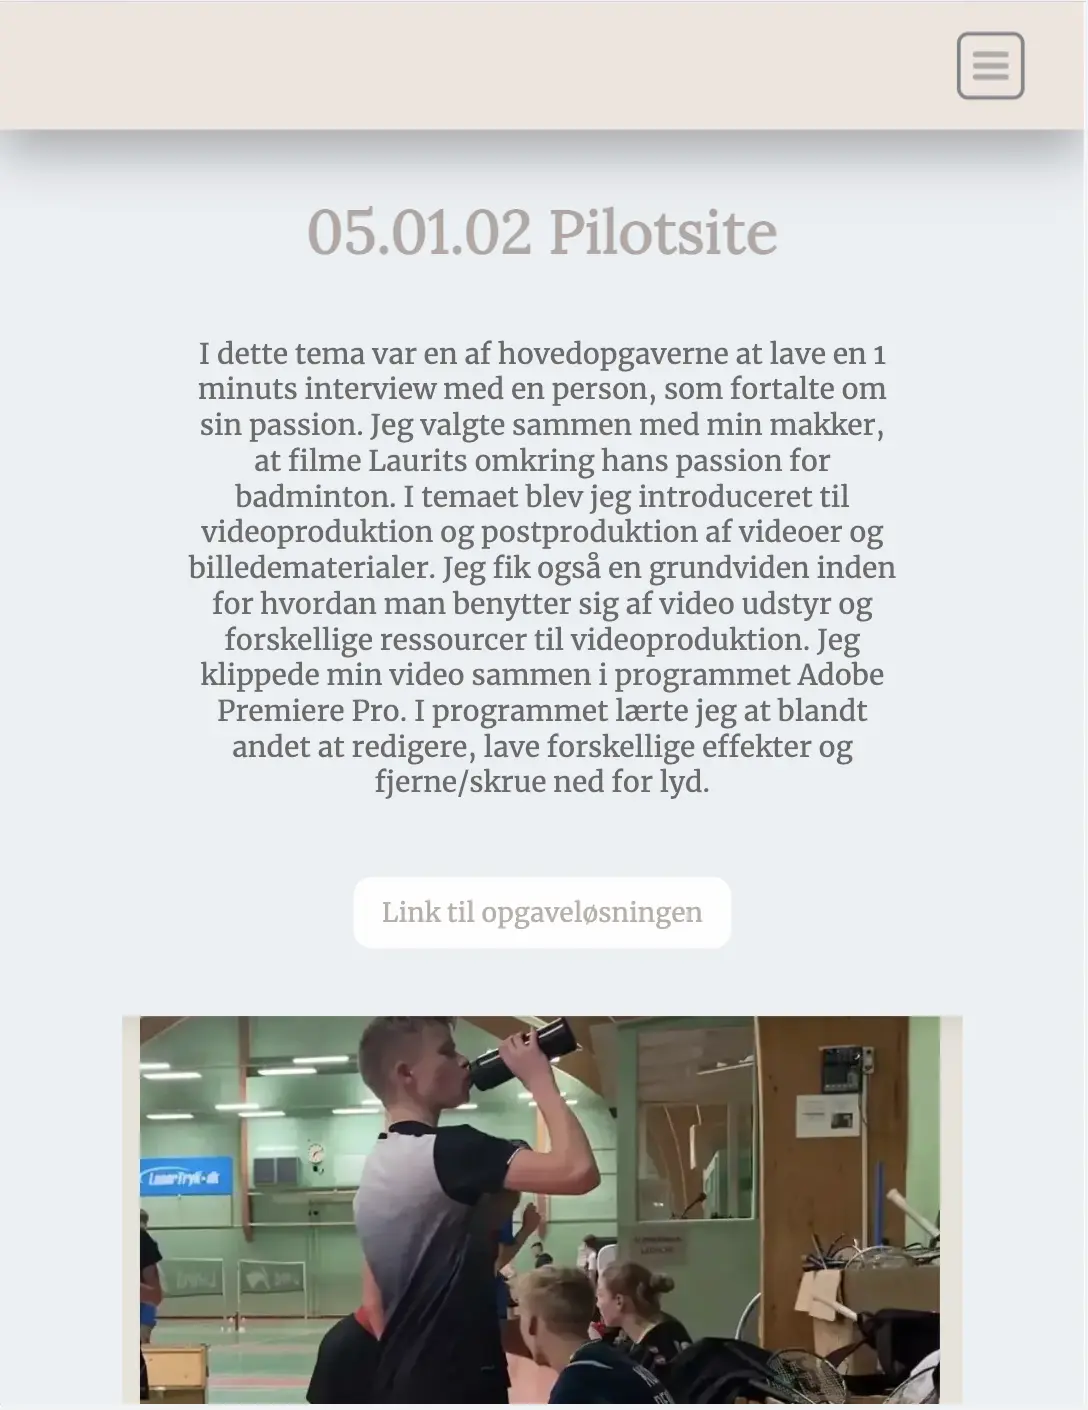 05.01.02 Pilotsite
I dette tema var en af hovedopgaverne at lave en 1
minuts interview med en person, som fortalte om
sin passion. Jeg valgte sammen med min makker,
at filme Laurits omkring hans passion for
badminton. I temaet blev jeg introduceret til
videoproduktion og postproduktion af videoer og
billedematerialer. Jeg fik også en grundviden inden
for hvordan man benytter sig af video udstyr og
forskellige ressourcer til videoproduktion. Jeg
klippede min video sammen i programmet Adobe
Premiere Pro. I programmet lærte jeg at blandt
andet at redigere, lave forskellige effekter og
fjerne/skrue ned for lyd.
Link til opgaveløsningen
LaserTryk.dk